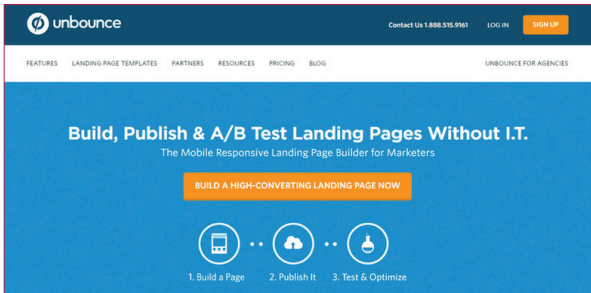 unbounce
Contact Us 1.888.515.9161 LOG IN SIGN UP
FEATURES LANDING PAGE TEMPLATES PARTNERS RESOURCES PRICING BLOG UNBOUNCE FOR AGENCIES
Build, Publish & A/B Test Landing Pages Without I.T.
The Mobile Responsive Landing Page Builder for Marketers
BUILD A HIGH-CONVERTING LANDING PAGE NOW
1. Build a Page 2. Publish It 3. Test & Optimize